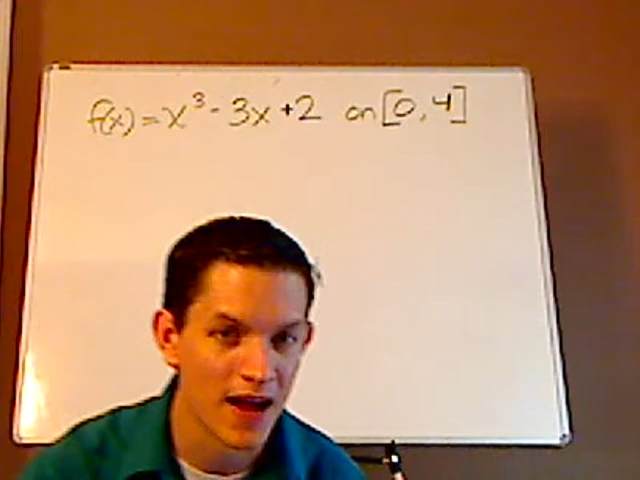 f(x) = x³ - 3x + 2 on [0, 4]